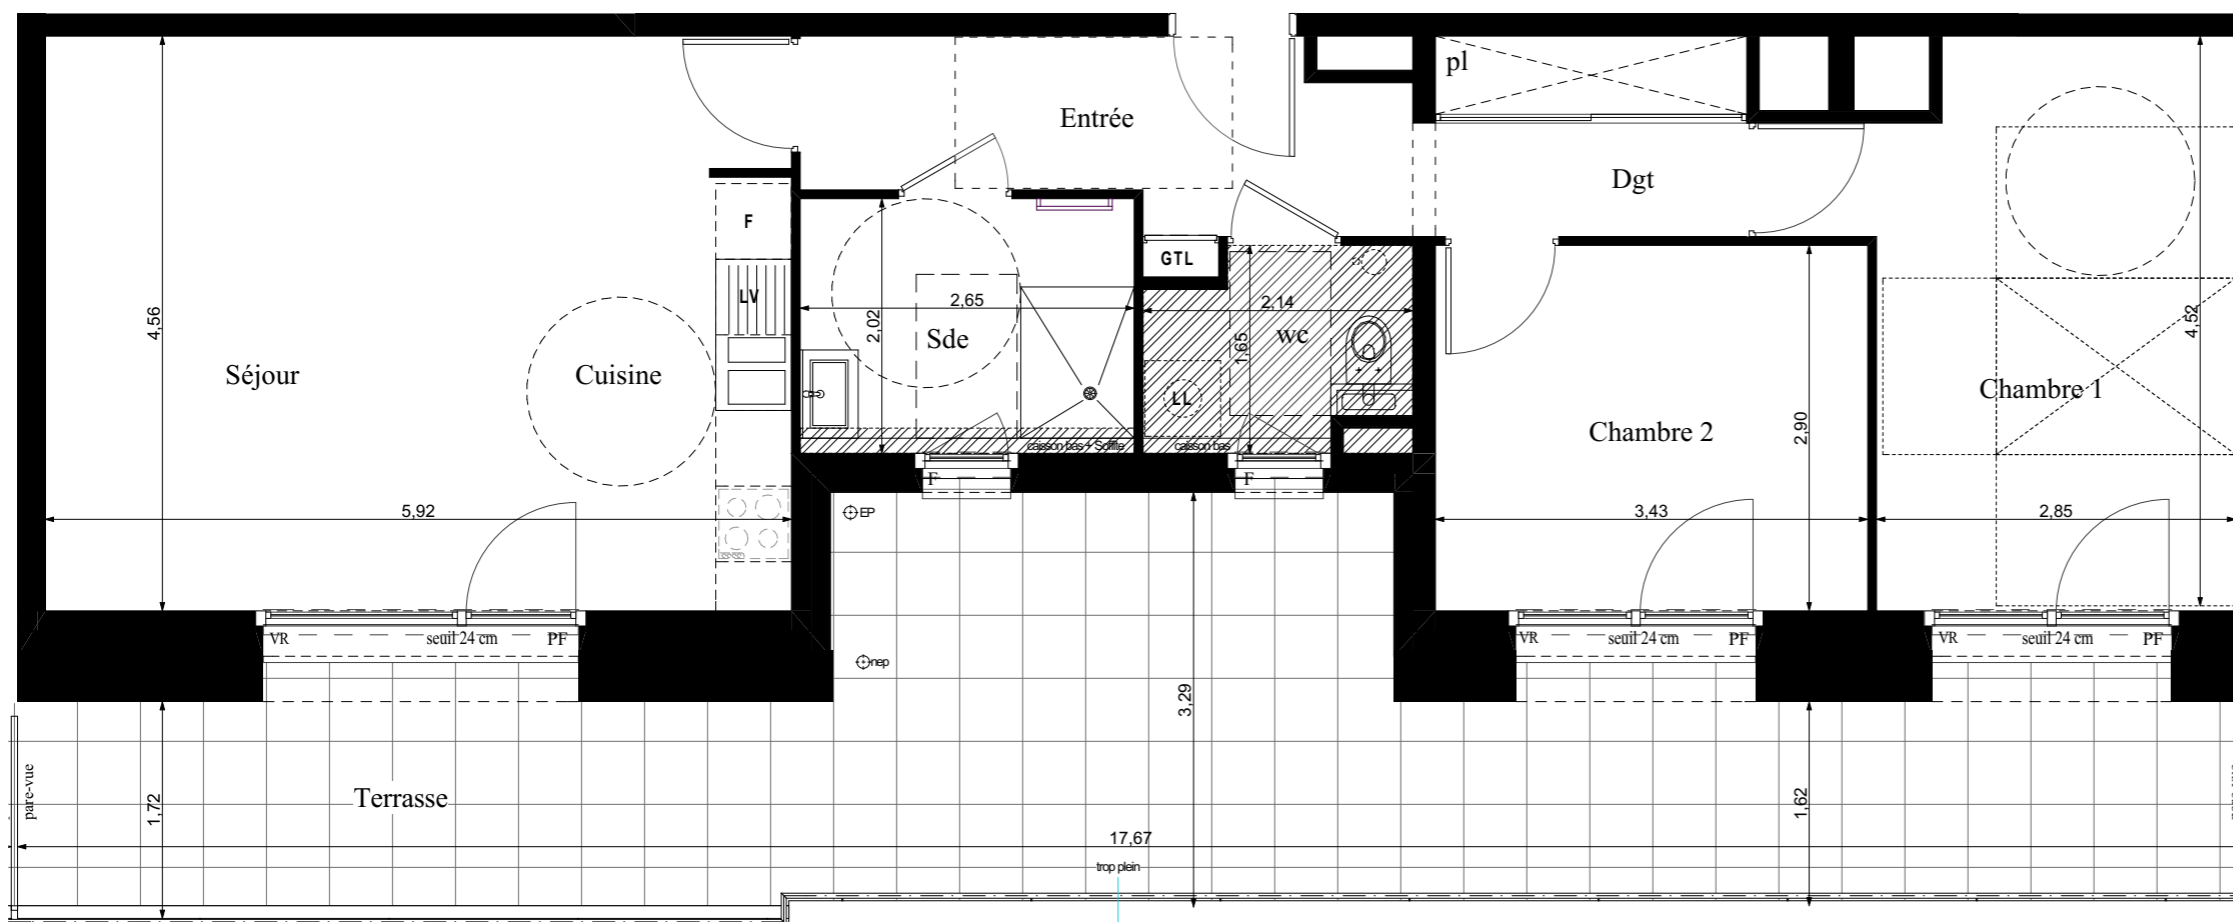 pl
Entrée
Dgt
F
GTL
LV
2,65
2,14
4,56
2,02
1,65
4,52
Sde
wc
Séjour
Cuisine
Chambre 1
LL
Chambre 2
2,90
caisson bas + Soffite
caisson bas
F
F
5,92
EP
3,43
2,85
VR
seuil 24 cm
PF
VR
seuil 24 cm
PF
VR
seuil 24 cm
PF
nep
3,29
pare-vue
1,72
Terrasse
1,62
17,67
trop plein